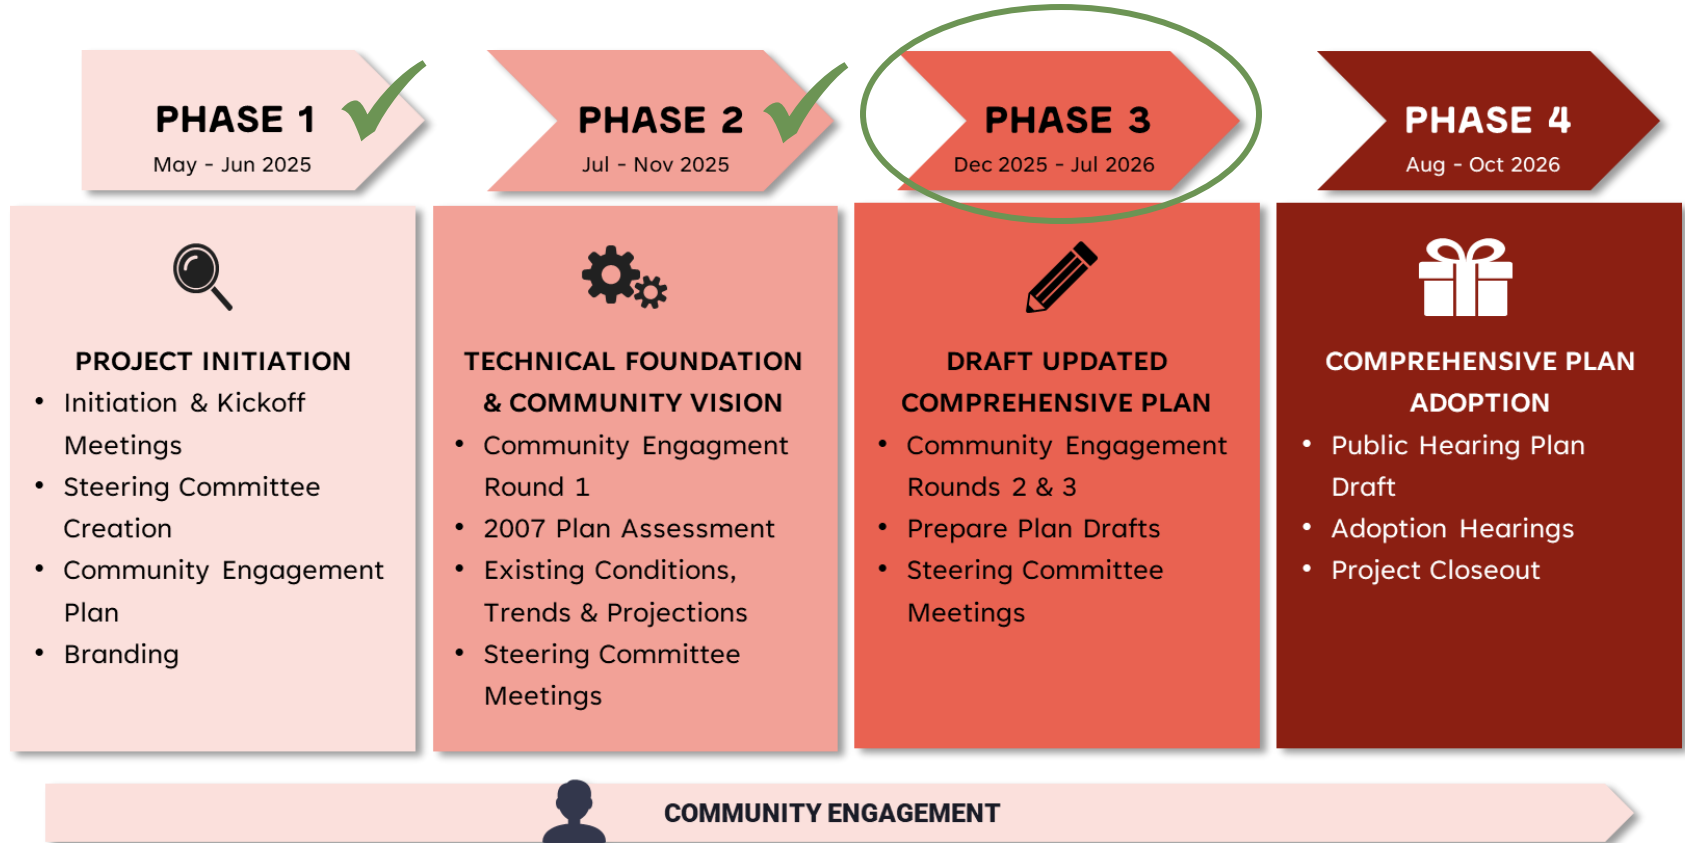 PHASE 1
May - Jun 2025
PHASE 2
Jul - Nov 2025
PHASE 3
Dec 2025 - Jul 2026
PHASE 4
Aug - Oct 2026
PROJECT INITIATION
• Initiation & Kickoff
Meetings
• Steering Committee
Creation
• Community Engagement
Plan
• Branding
TECHNICAL FOUNDATION
& COMMUNITY VISION
• Community Engagment
Round 1
• 2007 Plan Assessment
• Existing Conditions,
Trends & Projections
• Steering Committee
Meetings
DRAFT UPDATED
COMPREHENSIVE PLAN
• Community Engagement
Rounds 2 & 3
• Prepare Plan Drafts
• Steering Committee
Meetings
COMPREHENSIVE PLAN
ADOPTION
• Public Hearing Plan
Draft
• Adoption Hearings
• Project Closeout
COMMUNITY ENGAGEMENT